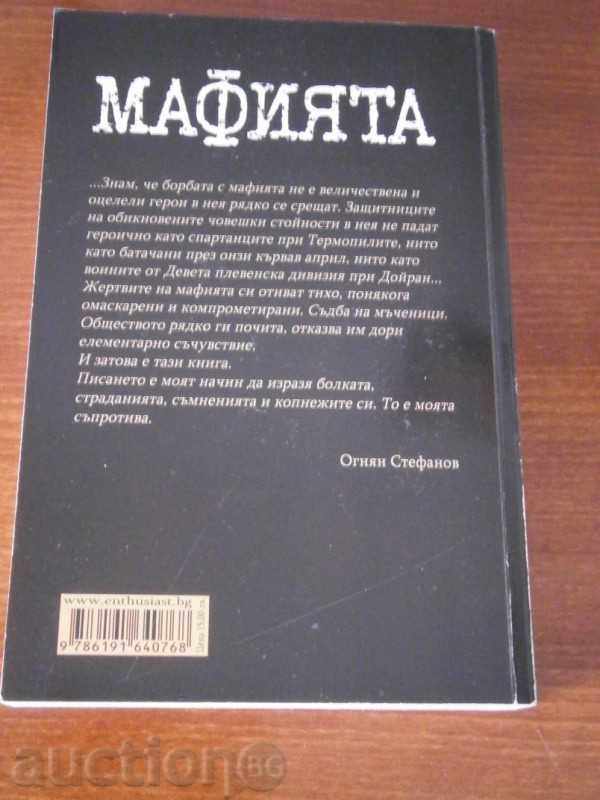 МАФИЯТА
...Знам, че борбата с мафията не е величествена и
оцелели герои в нея рядко се срещат. Защитниците
на обикновените човешки стойности в нея не падат
героично като спартанците при Термопилите, нито
като батачани през онзи кървав април, нито като
воините от Девета плевенска дивизия при Дойран...
Жертвите на мафията си отиват тихо, понякога
омаскарени и компрометирани. Съдба на мъченици.
Обществото рядко ги почита, отказва им дори
елементарно съчувствие.
И затова е тази книга.
Писането е моят начин да изразя болката,
страданията, съмненията и копнежите си. То е моята
съпротива.
Огнян Стефанов
www.enthusiast.bg
Цена 15.00 лв.
9 786191 640768
auction BG